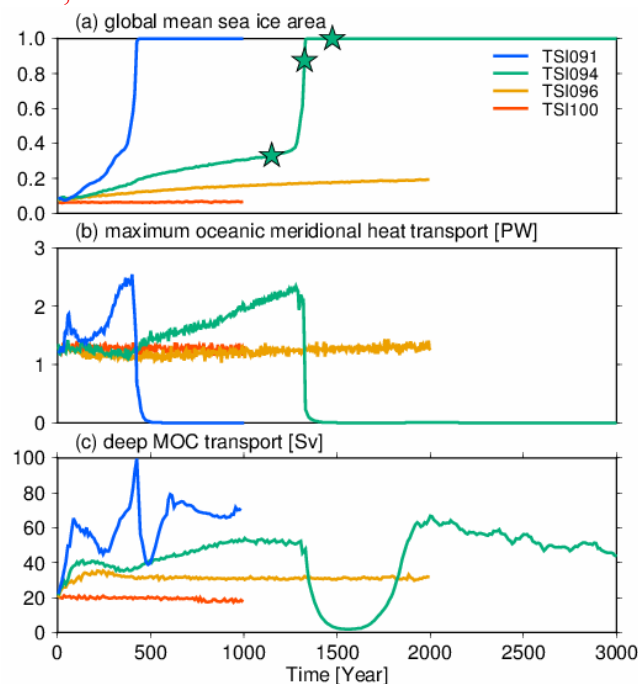 (a) global mean sea ice area
1.0
0.8
0.6
0.4
0.2
0.0
TSI091
TSI094
TSI096
TSI100
(b) maximum oceanic meridional heat transport [PW]
3
2
1
0
(c) deep MOC transport [Sv]
100
80
60
40
20
0
0 500 1000 1500 2000 2500 3000
Time [Year]